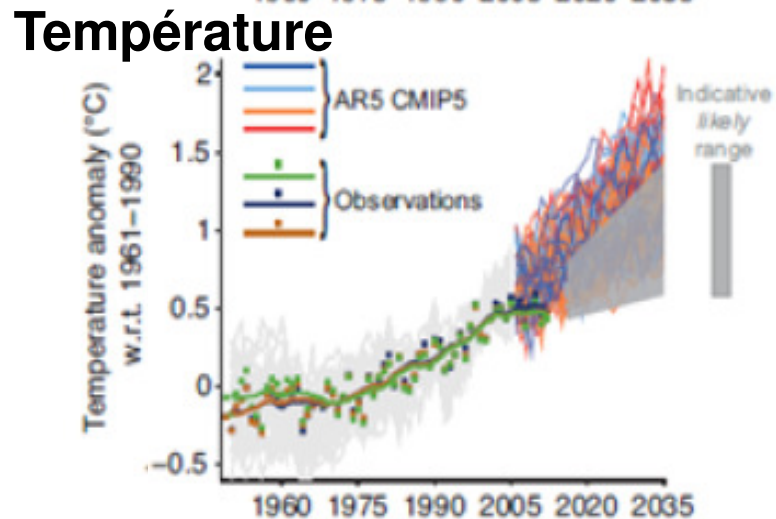 Température
2
AR5 CMIP5
Indicative
likely
range
1.5
Observations
Temperature anomaly (°C)
w.r.t. 1961–1990
1
0.5
0
−0.5
1960 1975 1990 2005 2020 2035